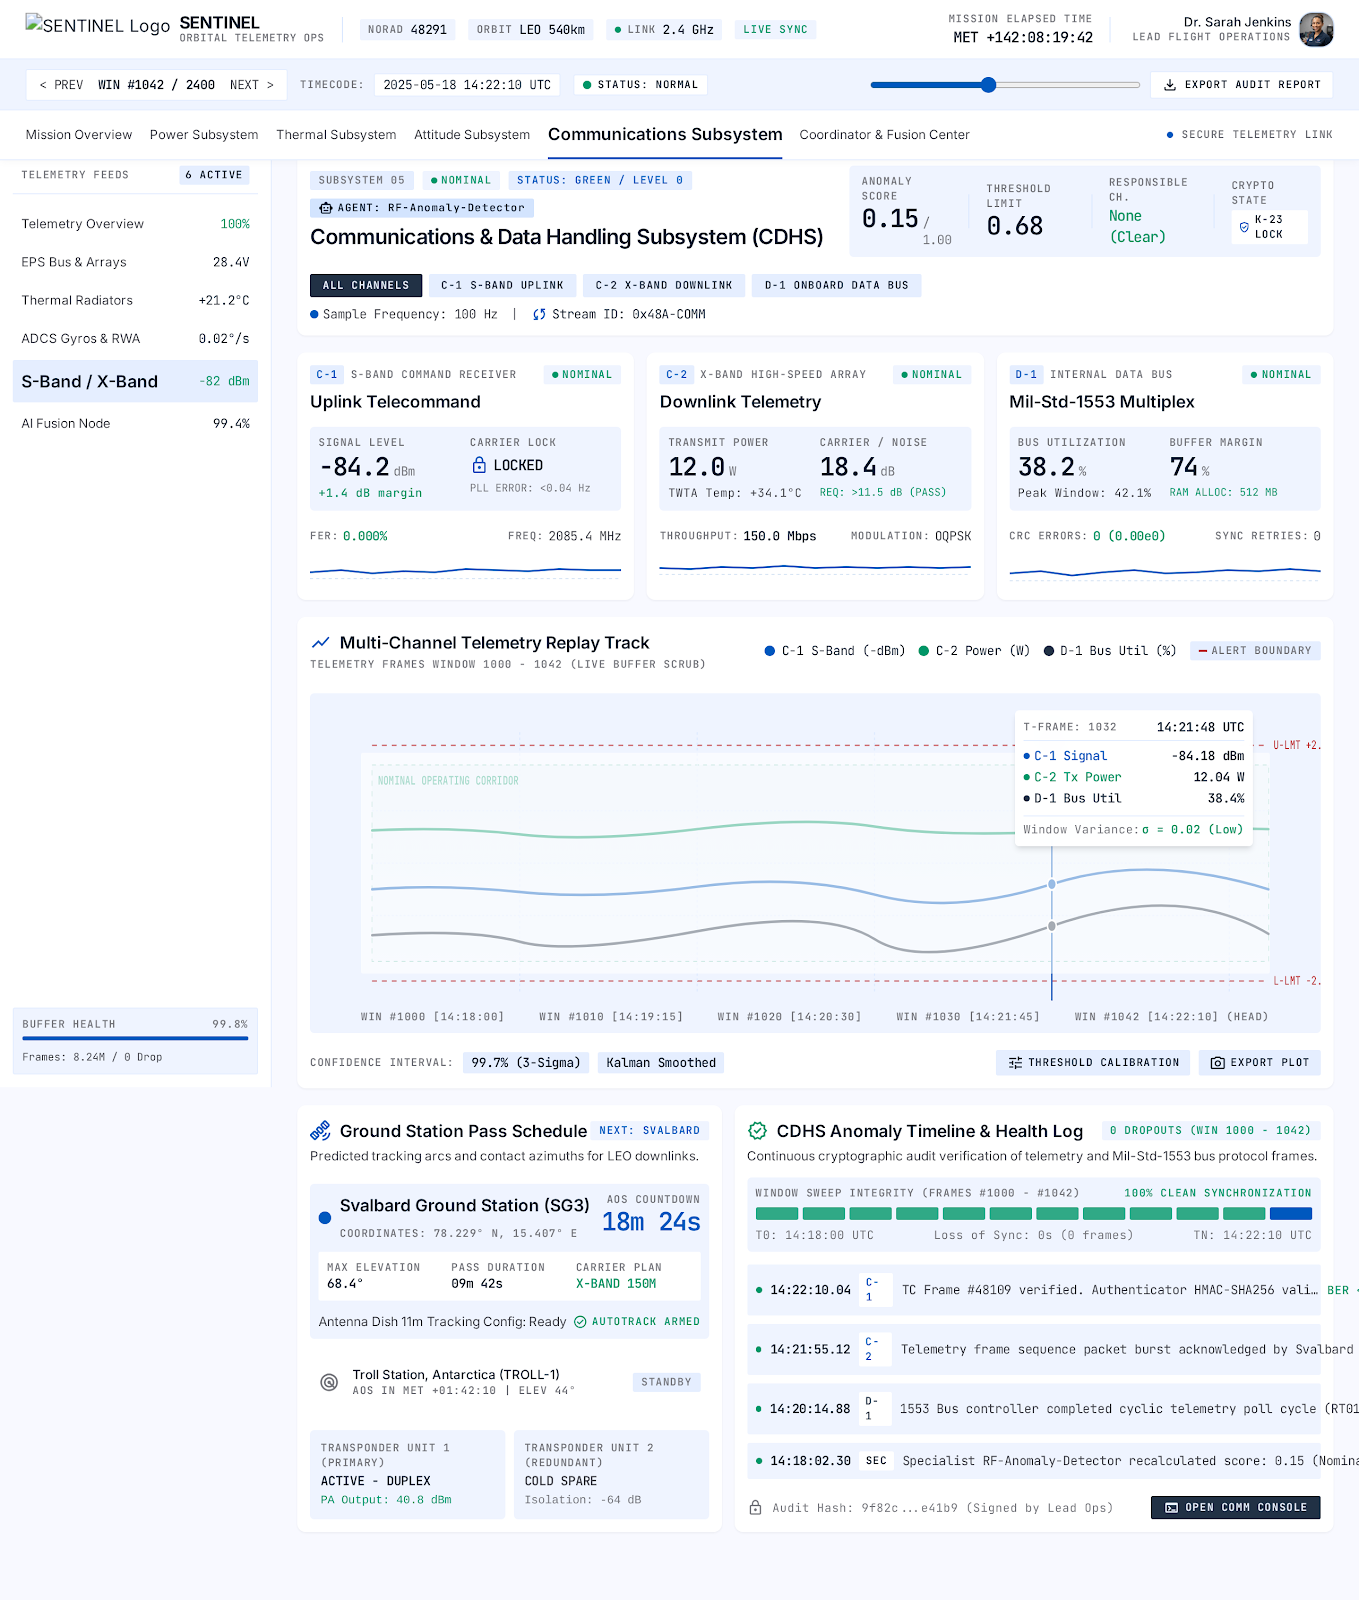 SENTINEL Logo
SENTINEL
ORBITAL TELEMETRY OPS
NORAD 48291
ORBIT LEO 540km
LINK 2.4 GHz
LIVE SYNC
MISSION ELAPSED TIME
MET +142:08:19:42
Dr. Sarah Jenkins
LEAD FLIGHT OPERATIONS
< PREV WIN #1042 / 2400 NEXT >
TIMECODE: 2025-05-18 14:22:10 UTC
STATUS: NORMAL
EXPORT AUDIT REPORT
Mission Overview
Power Subsystem
Thermal Subsystem
Attitude Subsystem
Communications Subsystem
Coordinator & Fusion Center
SECURE TELEMETRY LINK
TELEMETRY FEEDS 6 ACTIVE
Telemetry Overview 100%
EPS Bus & Arrays 28.4V
Thermal Radiators +21.2°C
ADCS Gyros & RWA 0.02°/s
S-Band / X-Band -82 dBm
AI Fusion Node 99.4%
BUFFER HEALTH 99.8%
Frames: 8.24M / 0 Drop
SUBSYSTEM 05
NOMINAL
STATUS: GREEN / LEVEL 0
AGENT: RF-Anomaly-Detector
Communications & Data Handling Subsystem (CDHS)
ANOMALY SCORE
0.15 / 1.00
THRESHOLD LIMIT
0.68
RESPONSIBLE CH.
None (Clear)
CRYPTO STATE
K-23 LOCK
ALL CHANNELS
C-1 S-BAND UPLINK
C-2 X-BAND DOWNLINK
D-1 ONBOARD DATA BUS
Sample Frequency: 100 Hz | Stream ID: 0x48A-COMM
C-1 S-BAND COMMAND RECEIVER NOMINAL
Uplink Telecommand
SIGNAL LEVEL
-84.2 dBm
+1.4 dB margin
CARRIER LOCK
LOCKED
PLL ERROR: <0.04 Hz
FER: 0.000%
FREQ: 2085.4 MHz
C-2 X-BAND HIGH-SPEED ARRAY NOMINAL
Downlink Telemetry
TRANSMIT POWER
12.0 W
TWTA Temp: +34.1°C
CARRIER / NOISE
18.4 dB
REQ: >11.5 dB (PASS)
THROUGHPUT: 150.0 Mbps
MODULATION: OQPSK
D-1 INTERNAL DATA BUS NOMINAL
Mil-Std-1553 Multiplex
BUS UTILIZATION
38.2 %
Peak Window: 42.1%
BUFFER MARGIN
74 %
RAM ALLOC: 512 MB
CRC ERRORS: 0 (0.00e0)
SYNC RETRIES: 0
Multi-Channel Telemetry Replay Track
TELEMETRY FRAMES WINDOW 1000 - 1042 (LIVE BUFFER SCRUB)
C-1 S-Band (-dBm)
C-2 Power (W)
D-1 Bus Util (%)
ALERT BOUNDARY
NOMINAL OPERATING CORRIDOR
U-LMT +2.
L-LMT -2.
T-FRAME: 1032 14:21:48 UTC
C-1 Signal -84.18 dBm
C-2 Tx Power 12.04 W
D-1 Bus Util 38.4%
Window Variance: σ = 0.02 (Low)
WIN #1000 [14:18:00]
WIN #1010 [14:19:15]
WIN #1020 [14:20:30]
WIN #1030 [14:21:45]
WIN #1042 [14:22:10] (HEAD)
CONFIDENCE INTERVAL: 99.7% (3-Sigma) Kalman Smoothed
THRESHOLD CALIBRATION
EXPORT PLOT
Ground Station Pass Schedule
NEXT: SVALBARD
Predicted tracking arcs and contact azimuths for LEO downlinks.
Svalbard Ground Station (SG3)
COORDINATES: 78.229° N, 15.407° E
AOS COUNTDOWN
18m 24s
MAX ELEVATION
68.4°
PASS DURATION
09m 42s
CARRIER PLAN
X-BAND 150M
Antenna Dish 11m Tracking Config: Ready
AUTOTRACK ARMED
Troll Station, Antarctica (TROLL-1)
AOS IN MET +01:42:10 | ELEV 44°
STANDBY
TRANSPONDER UNIT 1 (PRIMARY)
ACTIVE - DUPLEX
PA Output: 40.8 dBm
TRANSPONDER UNIT 2 (REDUNDANT)
COLD SPARE
Isolation: -64 dB
CDHS Anomaly Timeline & Health Log
0 DROPOUTS (WIN 1000 - 1042)
Continuous cryptographic audit verification of telemetry and Mil-Std-1553 bus protocol frames.
WINDOW SWEEP INTEGRITY (FRAMES #1000 - #1042) 100% CLEAN SYNCHRONIZATION
T0: 14:18:00 UTC
Loss of Sync: 0s (0 frames)
TN: 14:22:10 UTC
14:22:10.04 C-1 TC Frame #48109 verified. Authenticator HMAC-SHA256 vali… BER
14:21:55.12 C-2 Telemetry frame sequence packet burst acknowledged by Svalbard
14:20:14.88 D-1 1553 Bus controller completed cyclic telemetry poll cycle (RT01
14:18:02.30 SEC Specialist RF-Anomaly-Detector recalculated score: 0.15 (Nomina
Audit Hash: 9f82c...e41b9 (Signed by Lead Ops)
OPEN COMM CONSOLE